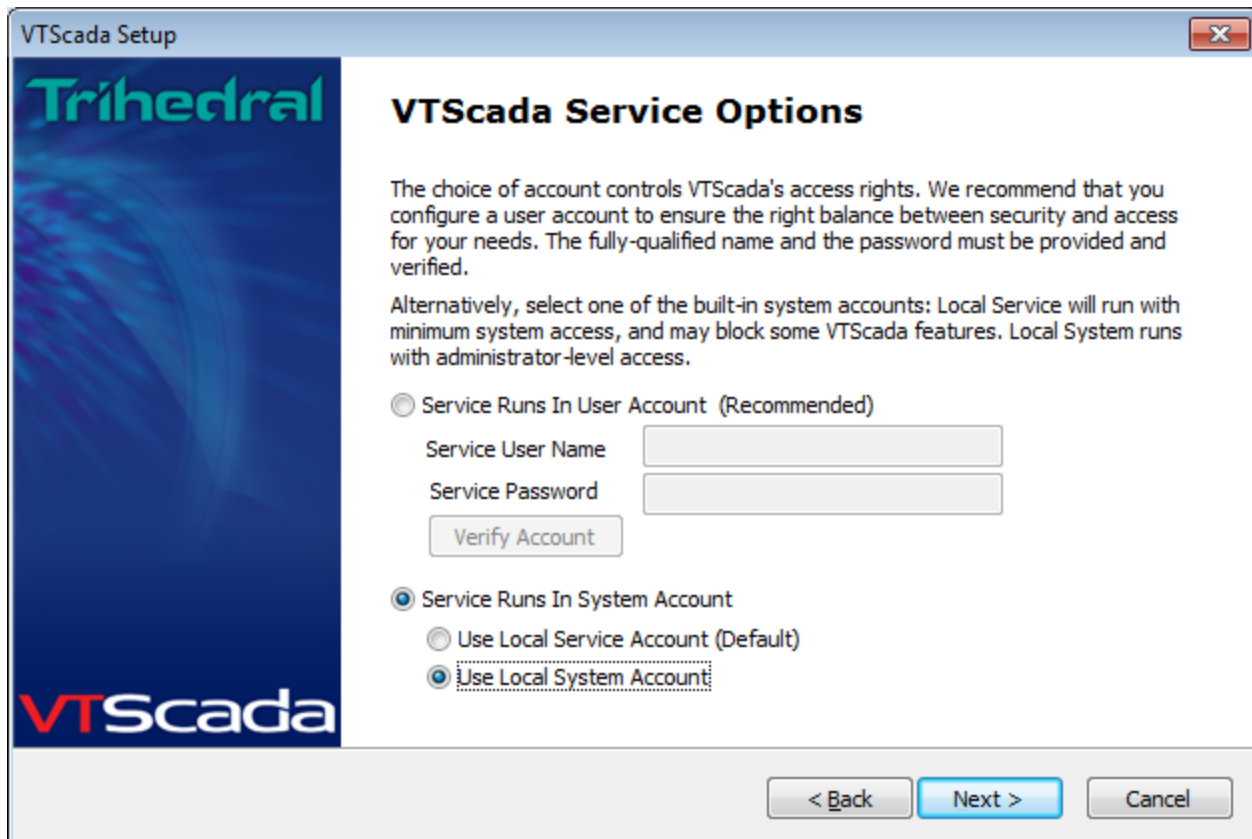 VTScada Setup
Trihedral
VTScada Service Options
The choice of account controls VTScada's access rights. We recommend that you
configure a user account to ensure the right balance between security and access
for your needs. The fully-qualified name and the password must be provided and
verified.
Alternatively, select one of the built-in system accounts: Local Service will run with
minimum system access, and may block some VTScada features. Local System runs
with administrator-level access.
Service Runs In User Account (Recommended)
Service User Name
Service Password
Verify Account
Service Runs In System Account
Use Local Service Account (Default)
Use Local System Account
VTScada
< Back
Next >
Cancel